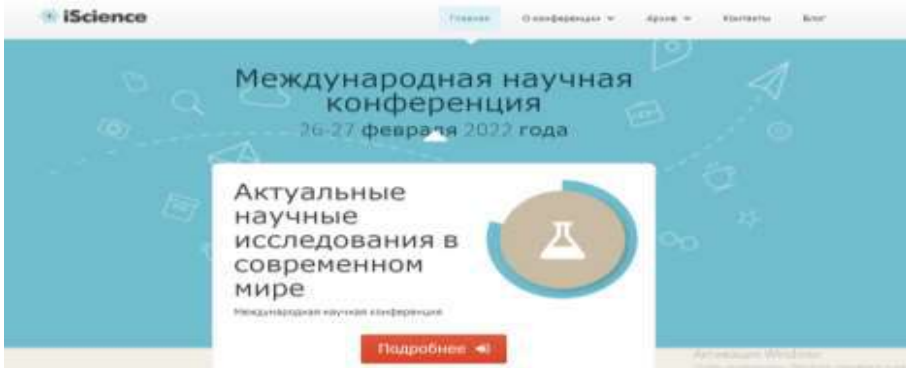 iScience
Главная О конференции Архив Контакты Блог
Международная научная
конференция
26-27 февраля 2022 года
Актуальные
научные
исследования в
современном
мире
Международная научная конференция
Подробнее
Активация Windows